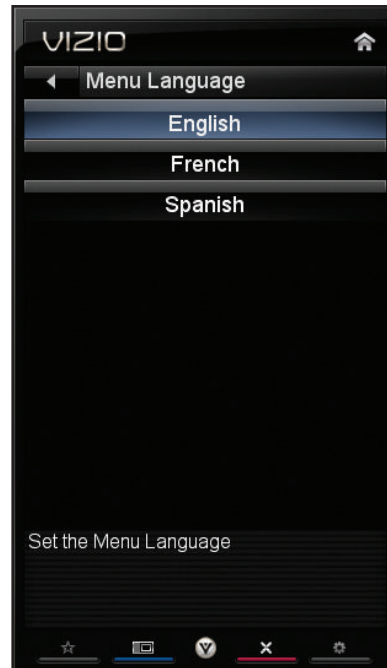 VIZIO
Menu Language
English
French
Spanish
Set the Menu Language